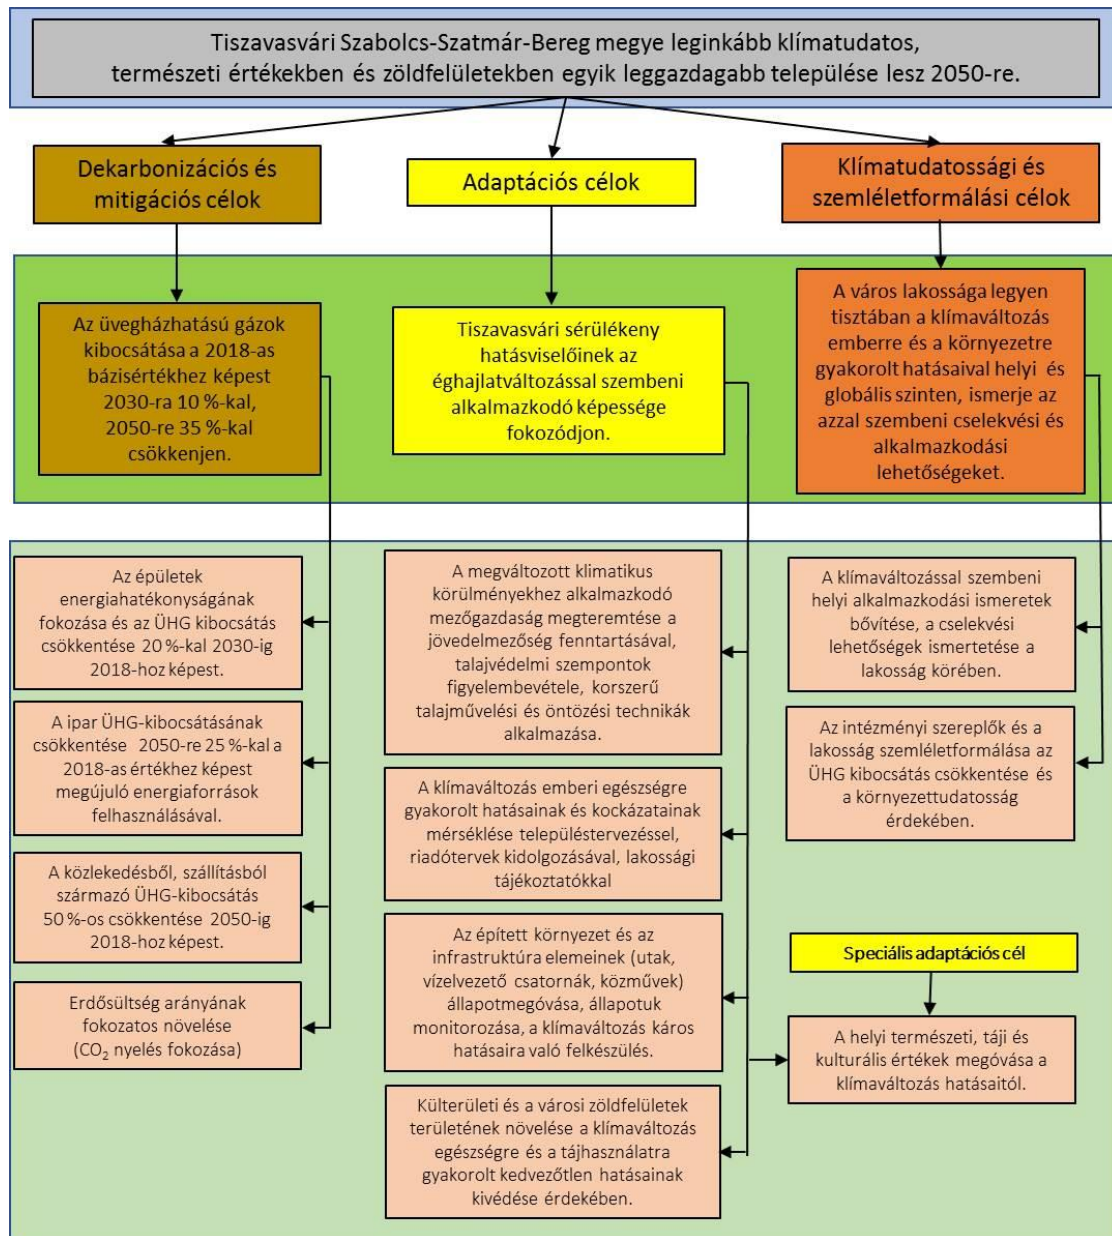 Tiszavasvári Szabolcs-Szatmár-Bereg megye leginkább klímatudatos,
természeti értékekben és zöldfelületekben egyik leggazdagabb települése lesz 2050-re.
Dekarbonizációs és
mitigációs célok
Adaptációs célok
Klímatudatossági és
szemléletformálási célok
Az üvegházhatású gázok
kibocsátása a 2018-as
bázisértékhez képest
2030-ra 10 %-kal,
2050-re 35 %-kal
csökkenjen.
Tiszavasvári sérülékeny
hatásviselőinek az
éghajlatváltozással szembeni
alkalmazkodó képessége
fokozódjon.
A város lakossága legyen
tisztában a klímaváltozás
emberre és a környezetre
gyakorolt hatásaival helyi és
globális szinten, ismerje az
azzal szembeni cselekvési és
alkalmazkodási
lehetőségeket.
Az épületek
energiahatékonyságának
fokozása és az ÜHG kibocsátás
csökkentése 20 %-kal 2030-ig
2018-hoz képest.
A ipar ÜHG-kibocsátásának
csökkentése 2050-re 25 %-kal a
2018-as értékhez képest
megújuló energiaforrások
felhasználásával.
A közlekedésből, szállításból
származó ÜHG-kibocsátás
50 %-os csökkentése 2050-ig
2018-hoz képest.
Erdősültség arányának
fokozatos növelése
(CO₂ nyelés fokozása)
A megváltozott klimatikus
körülményekhez alkalmazkodó
mezőgazdaság megteremtése a
jövedelmezőség fenntartásával,
talajvédelmi szempontok
figyelembevétele, korszerű
talajművelési és öntözési technikák
alkalmazása.
A klímaváltozás emberi egészségre
gyakorolt hatásainak és kockázatainak
mérséklése településtervezéssel,
riadótervek kidolgozásával, lakossági
tájékoztatókkal
Az épített környezet és az
infrastruktúra elemeinek (utak,
vízelvezető csatornák, közművek)
állapotmegóvása, állapotuk
monitorozása, a klímaváltozás káros
hatásaira való felkészülés.
Külterületi és a városi zöldfelületek
területének növelése a klímaváltozás
egészségre és a tájhasználatra
gyakorolt kedvezőtlen hatásainak
kivédése érdekében.
A klímaváltozással szembeni
helyi alkalmazkodási ismeretek
bővítése, a cselekvési
lehetőségek ismertetése a
lakosság körében.
Az intézményi szereplők és a
lakosság szemléletformálása az
ÜHG kibocsátás csökkentése és
a környezettudatosság
érdekében.
Speciális adaptációs cél
A helyi természeti, táji és
kulturális értékek megóvása a
klímaváltozás hatásaitól.